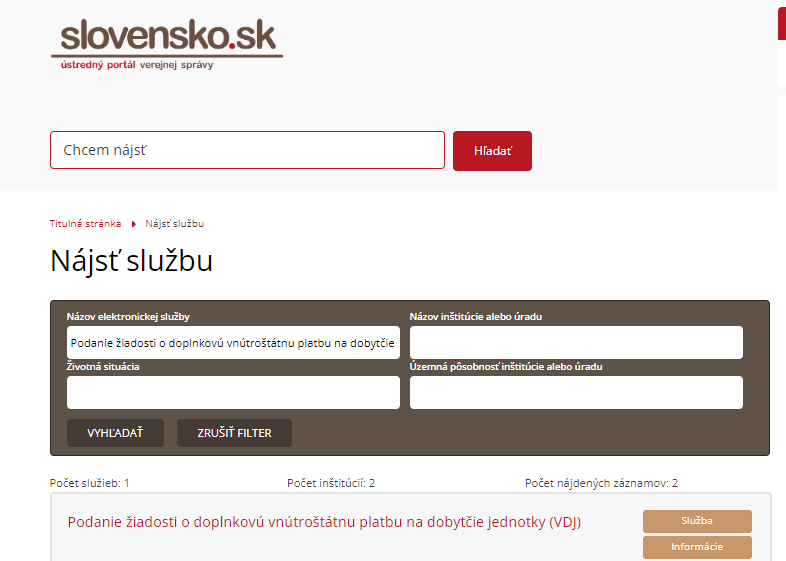 slovensko.sk
ústredný portál verejnej správy
Chcem nájsť
Hľadať
Titulná stránka
Nájsť službu
Nájsť službu
Názov elektronickej služby
Názov inštitúcie alebo úradu
Podanie žiadosti o doplnkovú vnútroštátnu platbu na dobytčie
Životná situácia
Územná pôsobnosť inštitúcie alebo úradu
VYHĽADAŤ
ZRUŠIŤ FILTER
Počet služieb: 1
Počet inštitúcií: 2
Počet nájdených záznamov: 2
Podanie žiadosti o doplnkovú vnútroštátnu platbu na dobytčie jednotky (VDJ)
Služba
Informácie